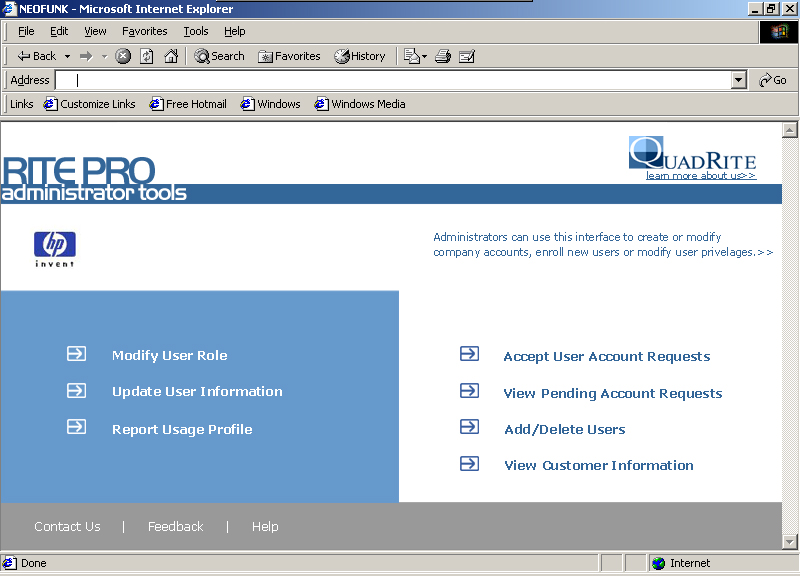 NEOFUNK - Microsoft Internet Explorer
File Edit View Favorites Tools Help
Back Search Favorites History
Address Go
Links Customize Links Free Hotmail Windows Windows Media
RITE PRO
administrator tools
QUADRITE
learn more about us>>
hp
invent
Administrators can use this interface to create or modify
company accounts, enroll new users or modify user privelages.>>
Modify User Role
Update User Information
Report Usage Profile
Accept User Account Requests
View Pending Account Requests
Add/Delete Users
View Customer Information
Contact Us | Feedback | Help
Done Internet